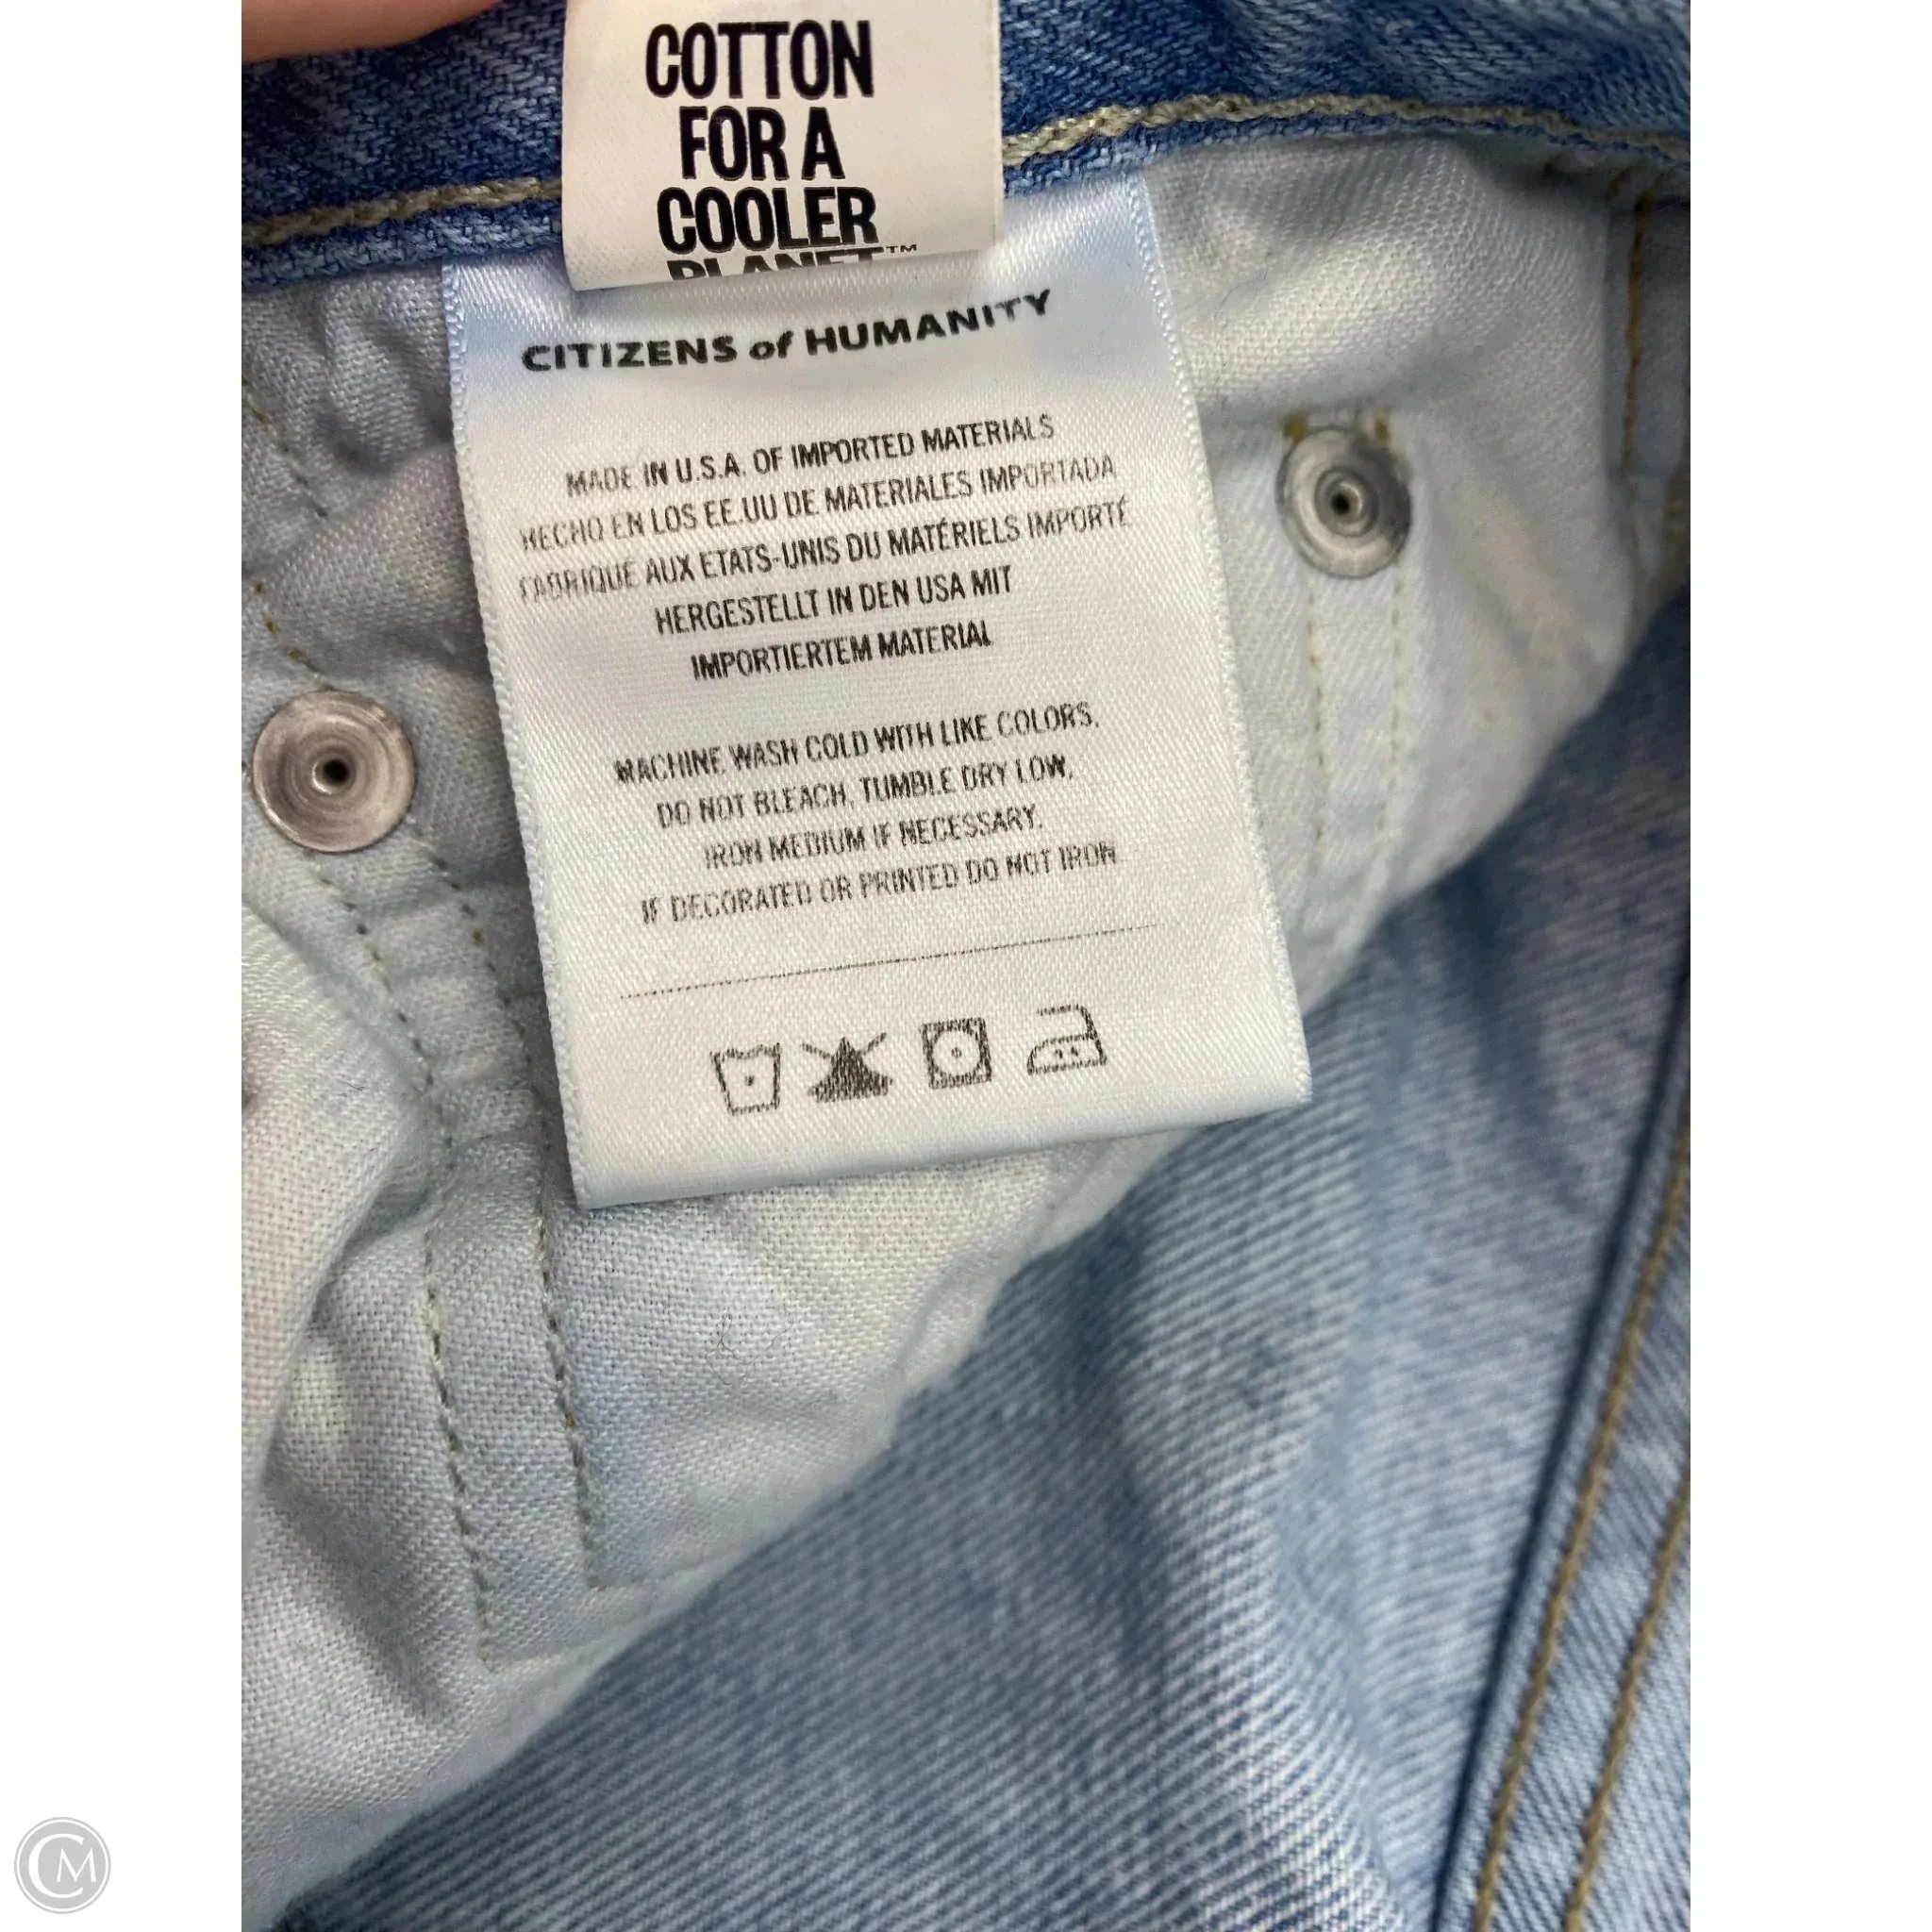 COTTON
FOR A
COOLER
PLANET™
CITIZENS of HUMANITY
MADE IN U.S.A. OF IMPORTED MATERIALS
HECHO EN LOS EE.UU DE MATERIALES IMPORTADA
FABRIQUE AUX ETATS-UNIS DU MATÉRIELS IMPORTÉ
HERGESTELLT IN DEN USA MIT
IMPORTIERTEM MATERIAL
MACHINE WASH COLD WITH LIKE COLORS.
DO NOT BLEACH, TUMBLE DRY LOW,
IRON MEDIUM IF NECESSARY.
IF DECORATED OR PRINTED DO NOT IRON
CM